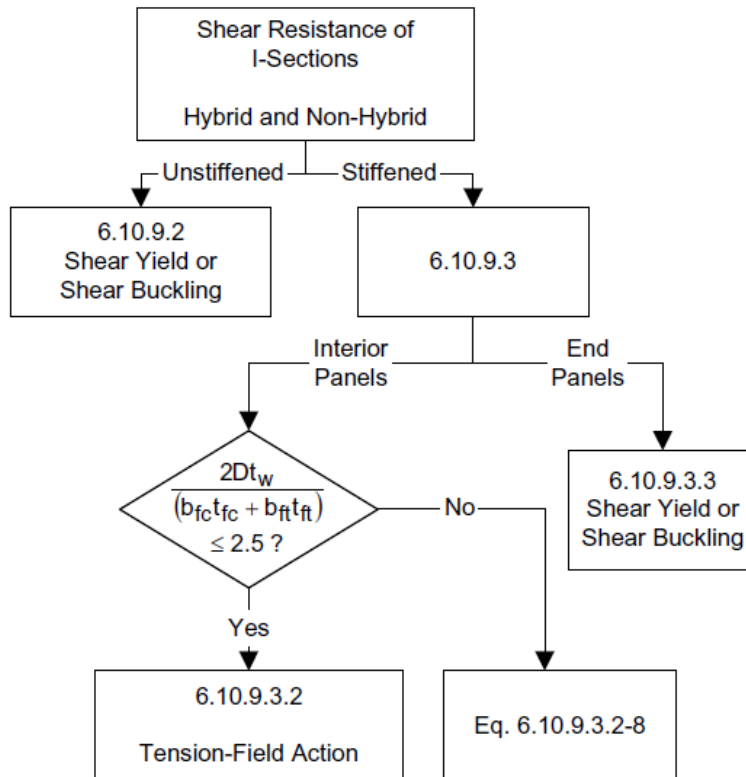 Shear Resistance of
I-Sections
Hybrid and Non-Hybrid
Unstiffened
Stiffened
6.10.9.2
Shear Yield or
Shear Buckling
6.10.9.3
Interior
Panels
End
Panels
2Dt_w
(b_fc t_fc + b_ft t_ft)
≤ 2.5 ?
No
6.10.9.3.3
Shear Yield or
Shear Buckling
Yes
6.10.9.3.2
Tension-Field Action
Eq. 6.10.9.3.2-8